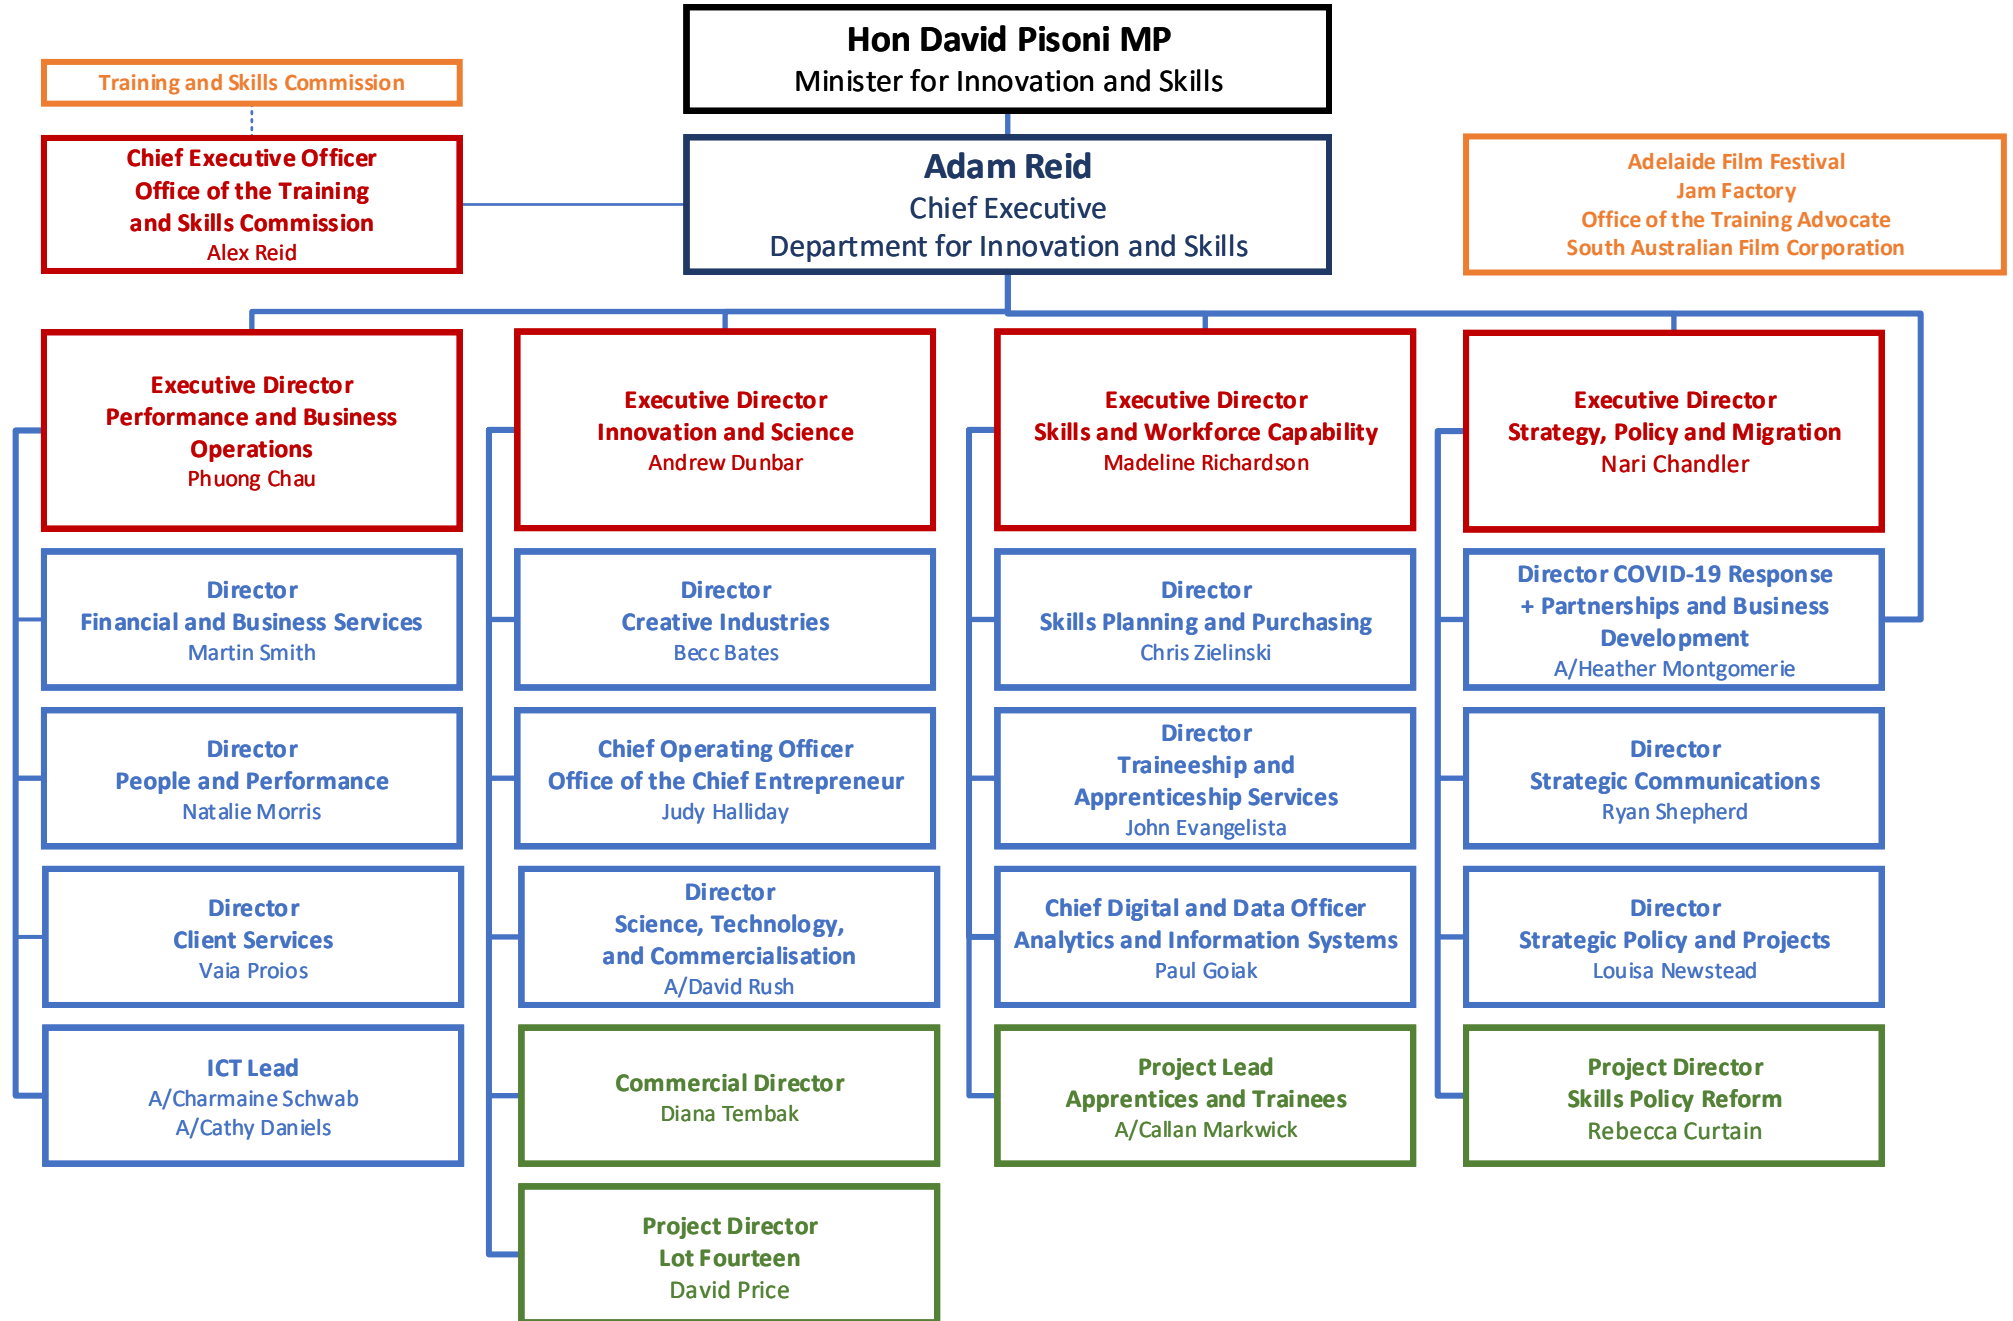 Hon David Pisoni MP
Minister for Innovation and Skills
Training and Skills Commission
Chief Executive Officer
Office of the Training
and Skills Commission
Alex Reid
Adam Reid
Chief Executive
Department for Innovation and Skills
Adelaide Film Festival
Jam Factory
Office of the Training Advocate
South Australian Film Corporation
Executive Director
Performance and Business
Operations
Phuong Chau
Director
Financial and Business Services
Martin Smith
Director
People and Performance
Natalie Morris
Director
Client Services
Vaia Proios
ICT Lead
A/Charmaine Schwab
A/Cathy Daniels
Executive Director
Innovation and Science
Andrew Dunbar
Director
Creative Industries
Becc Bates
Chief Operating Officer
Office of the Chief Entrepreneur
Judy Halliday
Director
Science, Technology,
and Commercialisation
A/David Rush
Commercial Director
Diana Tembak
Project Director
Lot Fourteen
David Price
Executive Director
Skills and Workforce Capability
Madeline Richardson
Director
Skills Planning and Purchasing
Chris Zielinski
Director
Traineeship and
Apprenticeship Services
John Evangelista
Chief Digital and Data Officer
Analytics and Information Systems
Paul Goiak
Project Lead
Apprentices and Trainees
A/Callan Markwick
Executive Director
Strategy, Policy and Migration
Nari Chandler
Director COVID-19 Response
+ Partnerships and Business
Development
A/Heather Montgomerie
Director
Strategic Communications
Ryan Shepherd
Director
Strategic Policy and Projects
Louisa Newstead
Project Director
Skills Policy Reform
Rebecca Curtain